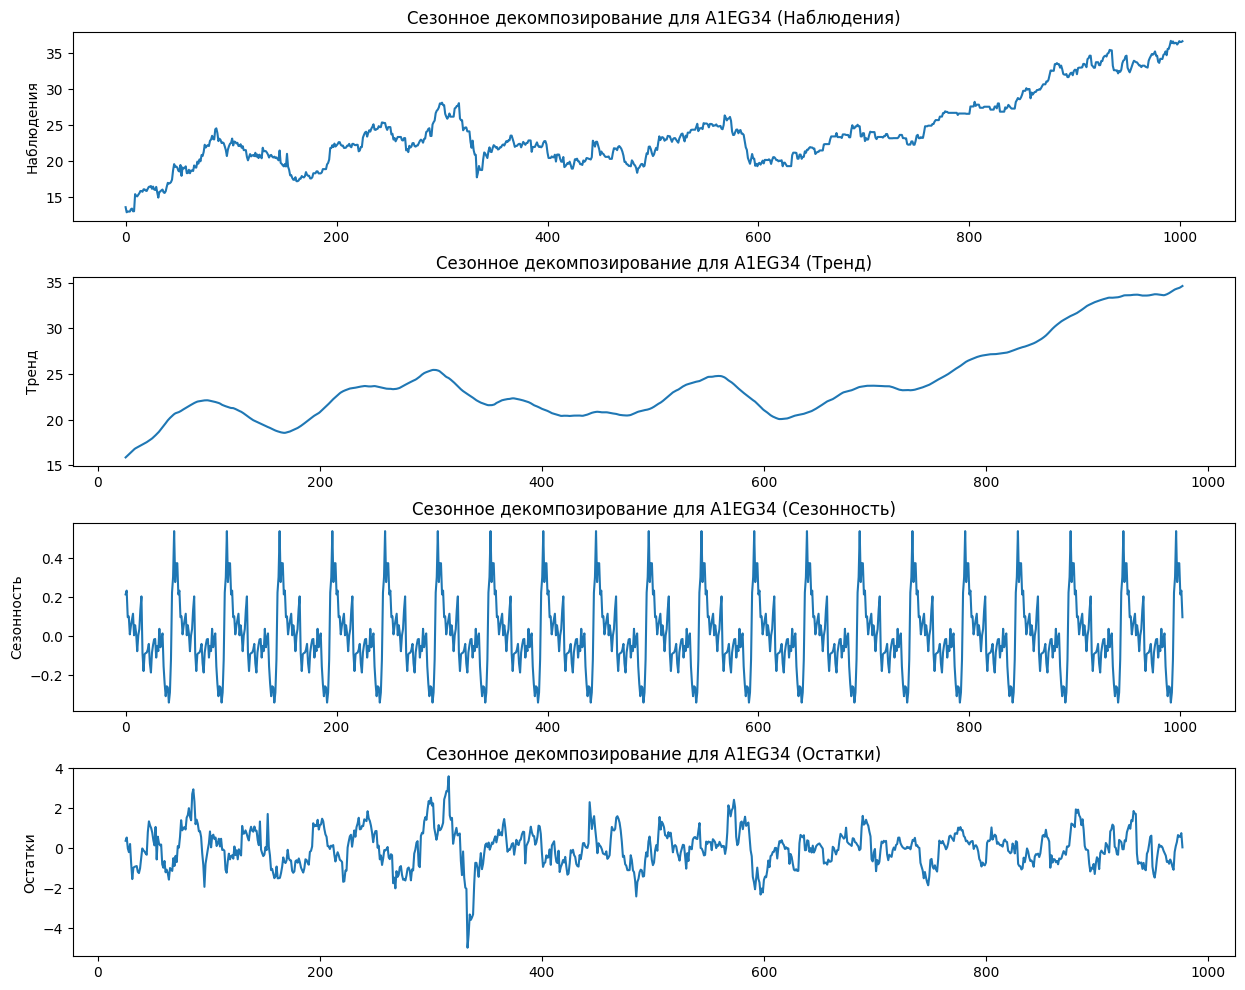 Сезонное декомпозирование для A1EG34 (Наблюдения)
Наблюдения
35
30
25
20
15
0 200 400 600 800 1000
Сезонное декомпозирование для A1EG34 (Тренд)
Тренд
35
30
25
20
15
0 200 400 600 800 1000
Сезонное декомпозирование для A1EG34 (Сезонность)
Сезонность
0.4
0.2
0.0
−0.2
0 200 400 600 800 1000
Сезонное декомпозирование для A1EG34 (Остатки)
Остатки
4
2
0
−2
−4
0 200 400 600 800 1000